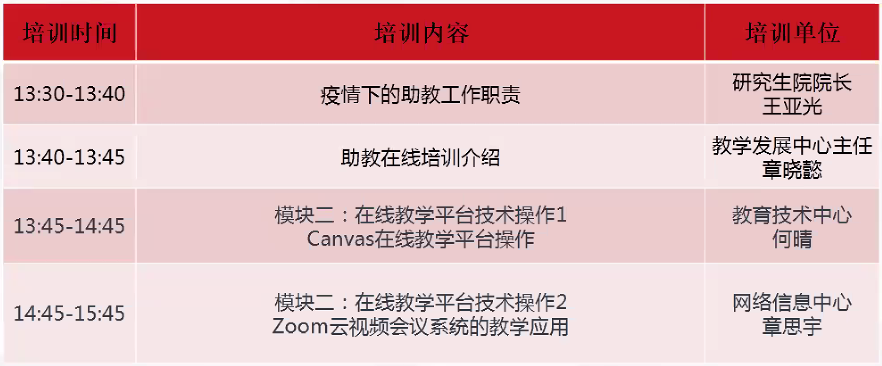 培训时间 培训内容 培训单位
13:30-13:40 疫情下的助教工作职责 研究生院院长
王亚光
13:40-13:45 助教在线培训介绍 教学发展中心主任
章晓懿
13:45-14:45 模块二：在线教学平台技术操作1 教育技术中心
Canvas在线教学平台操作 何晴
14:45-15:45 模块二：在线教学平台技术操作2 网络信息中心
Zoom云视频会议系统的教学应用 章思宇